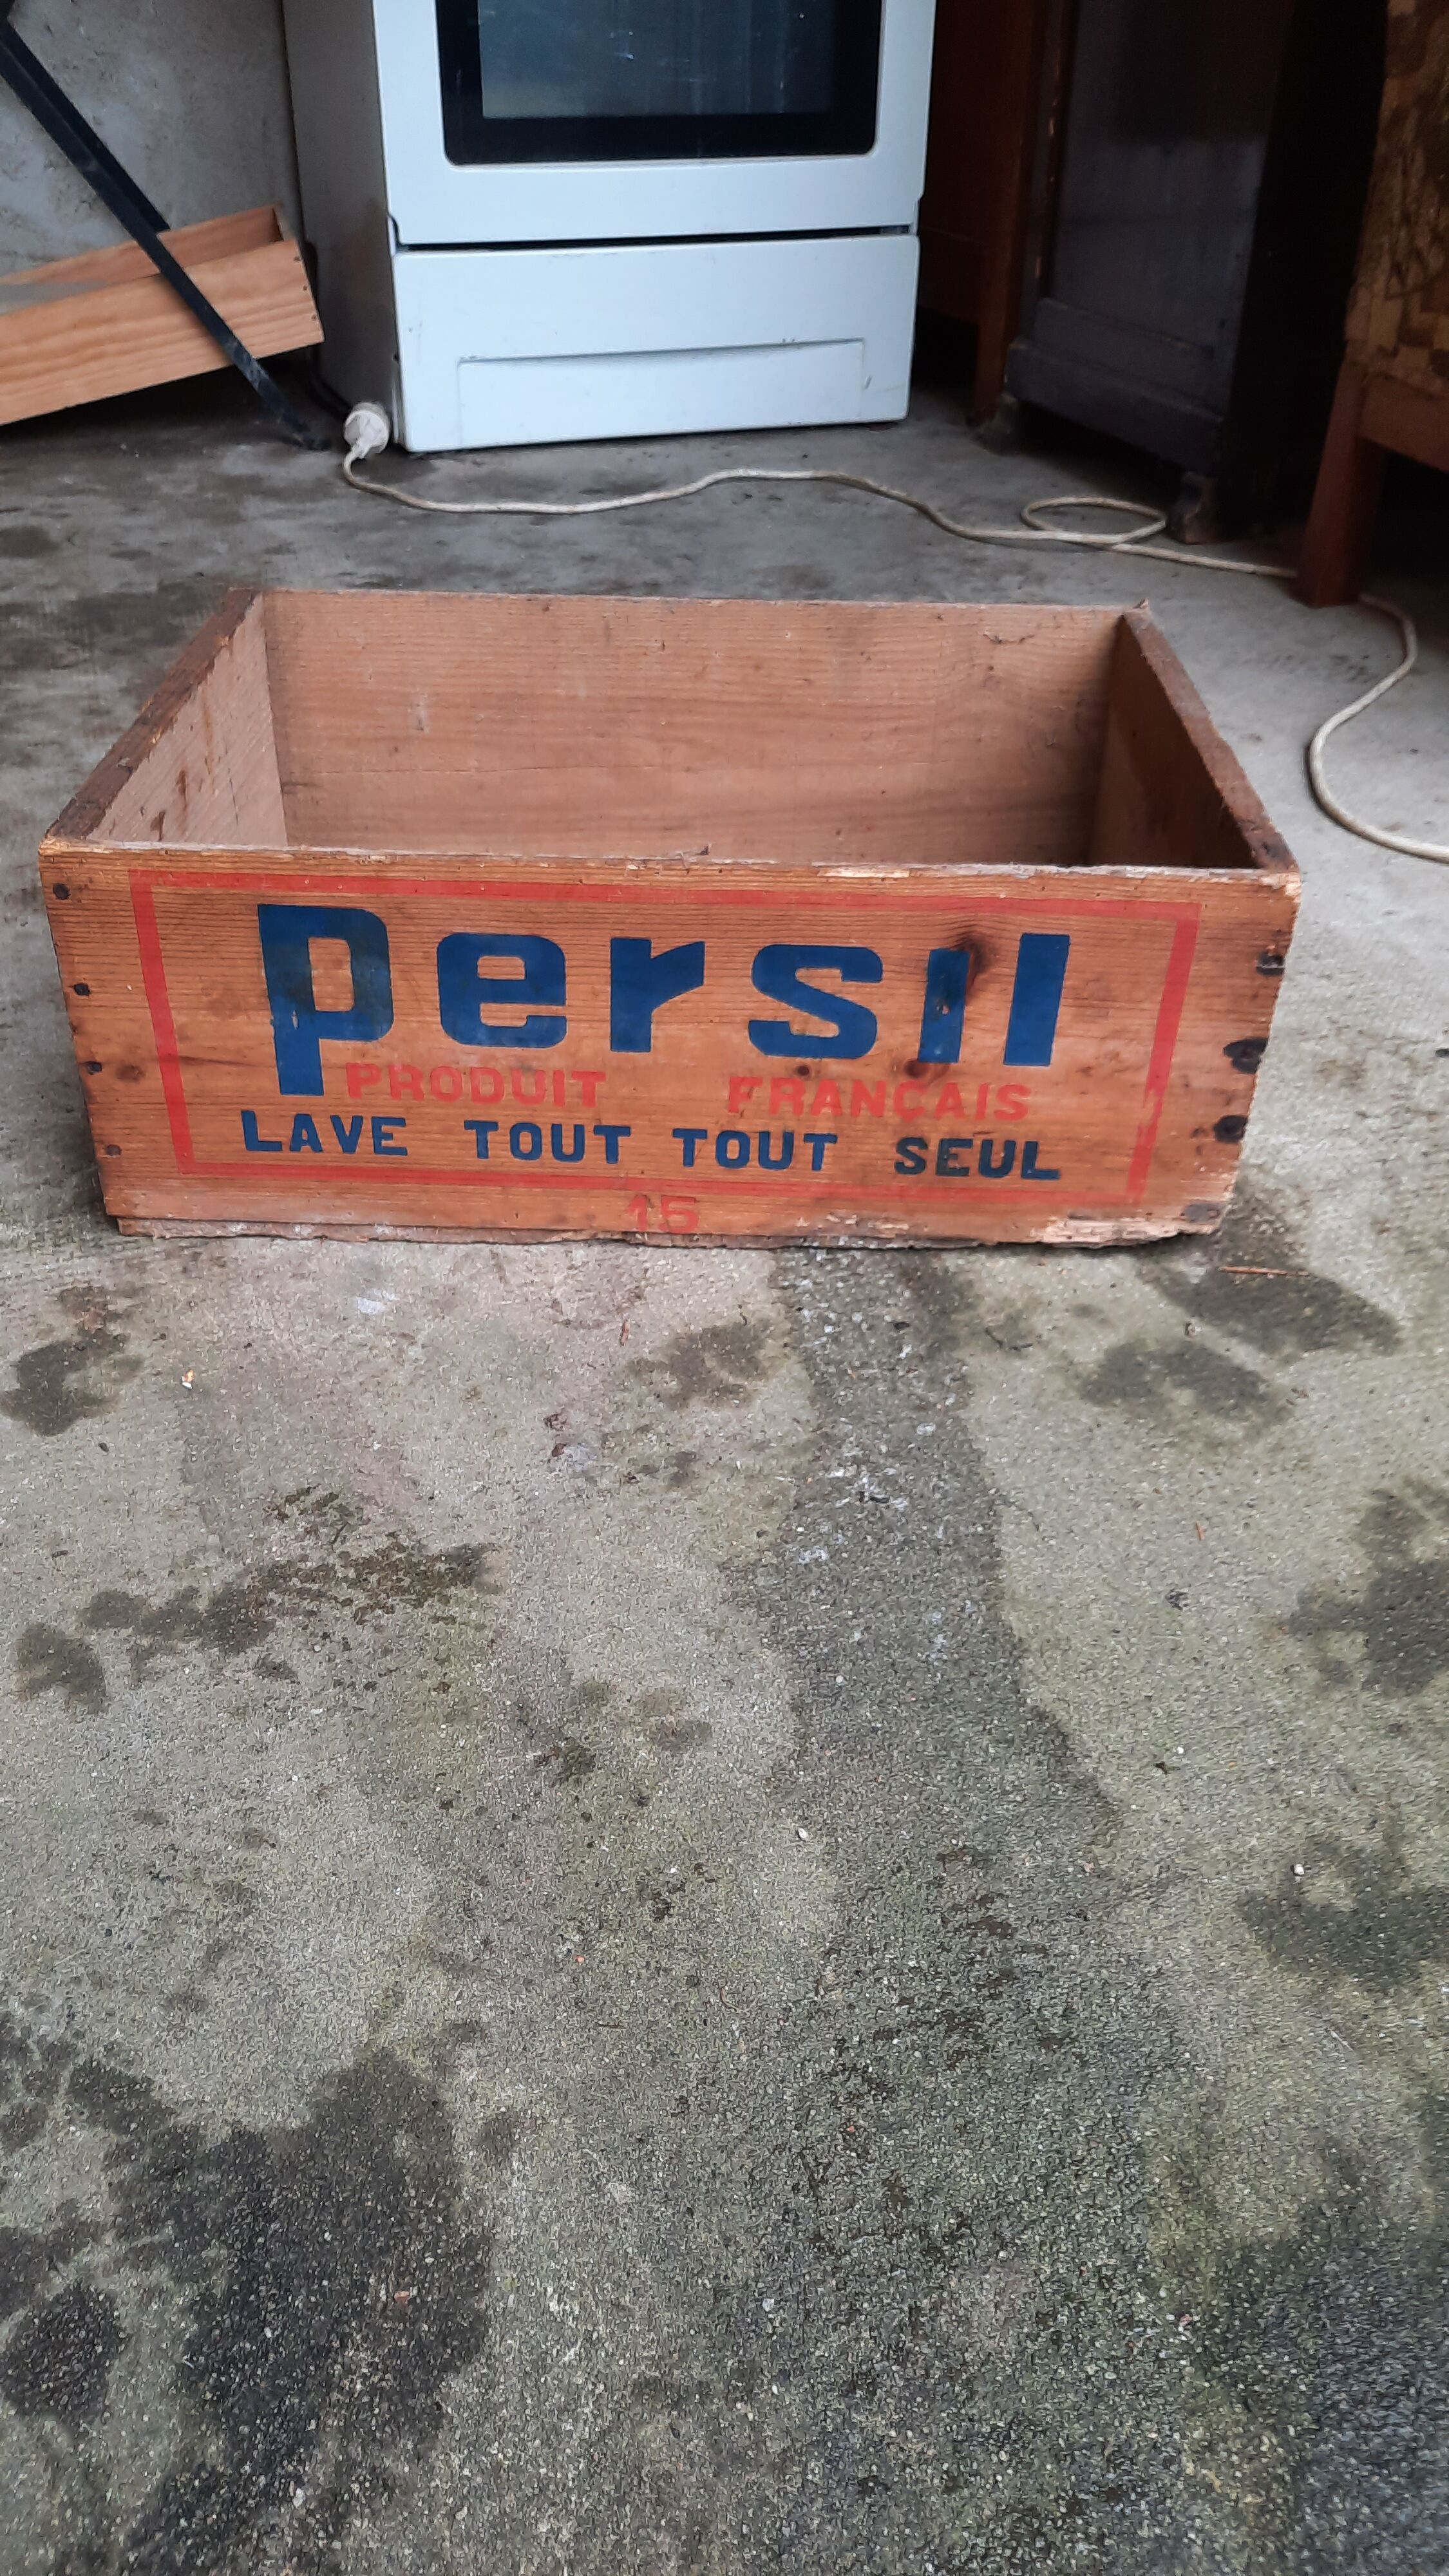 Persil
PRODUIT FRANÇAIS
LAVE TOUT TOUT SEUL
15